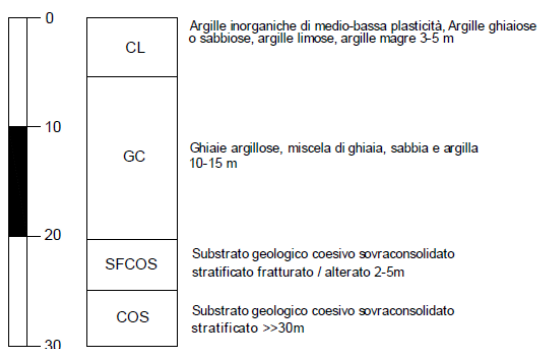 0
CL
Argille inorganiche di medio-bassa plasticità, Argille ghiaiose
o sabbiose, argille limose, argille magre 3-5 m
10
GC
Ghiaie argillose, miscela di ghiaia, sabbia e argilla
10-15 m
20
SFCOS
Substrato geologico coesivo sovraconsolidato
stratificato fratturato / alterato 2-5m
COS
Substrato geologico coesivo sovraconsolidato
stratificato >>30m
30